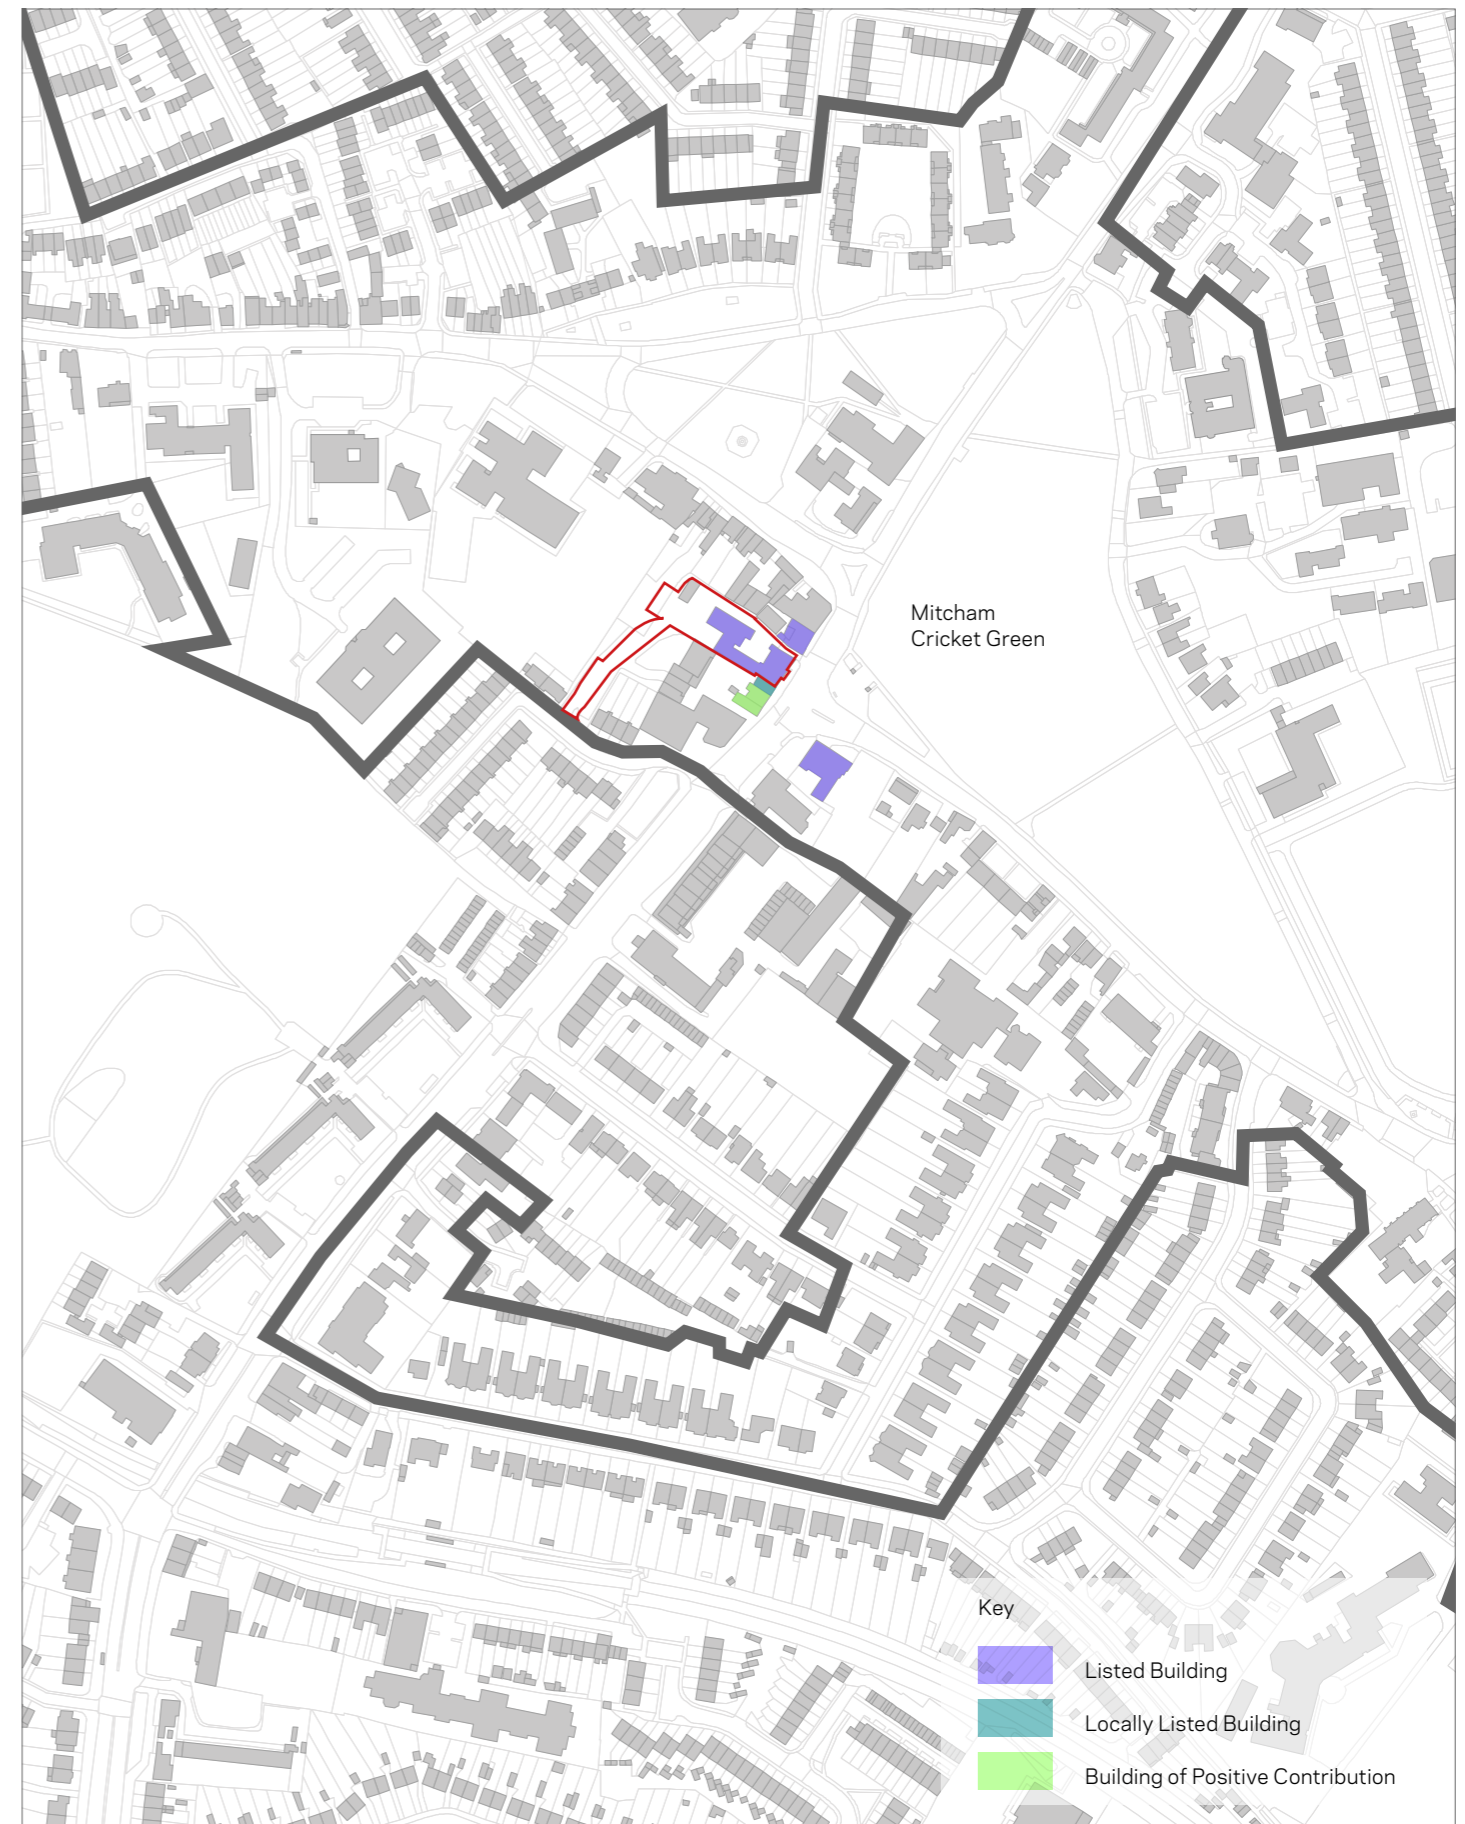 Mitcham
Cricket Green
Key
Listed Building
Locally Listed Building
Building of Positive Contribution